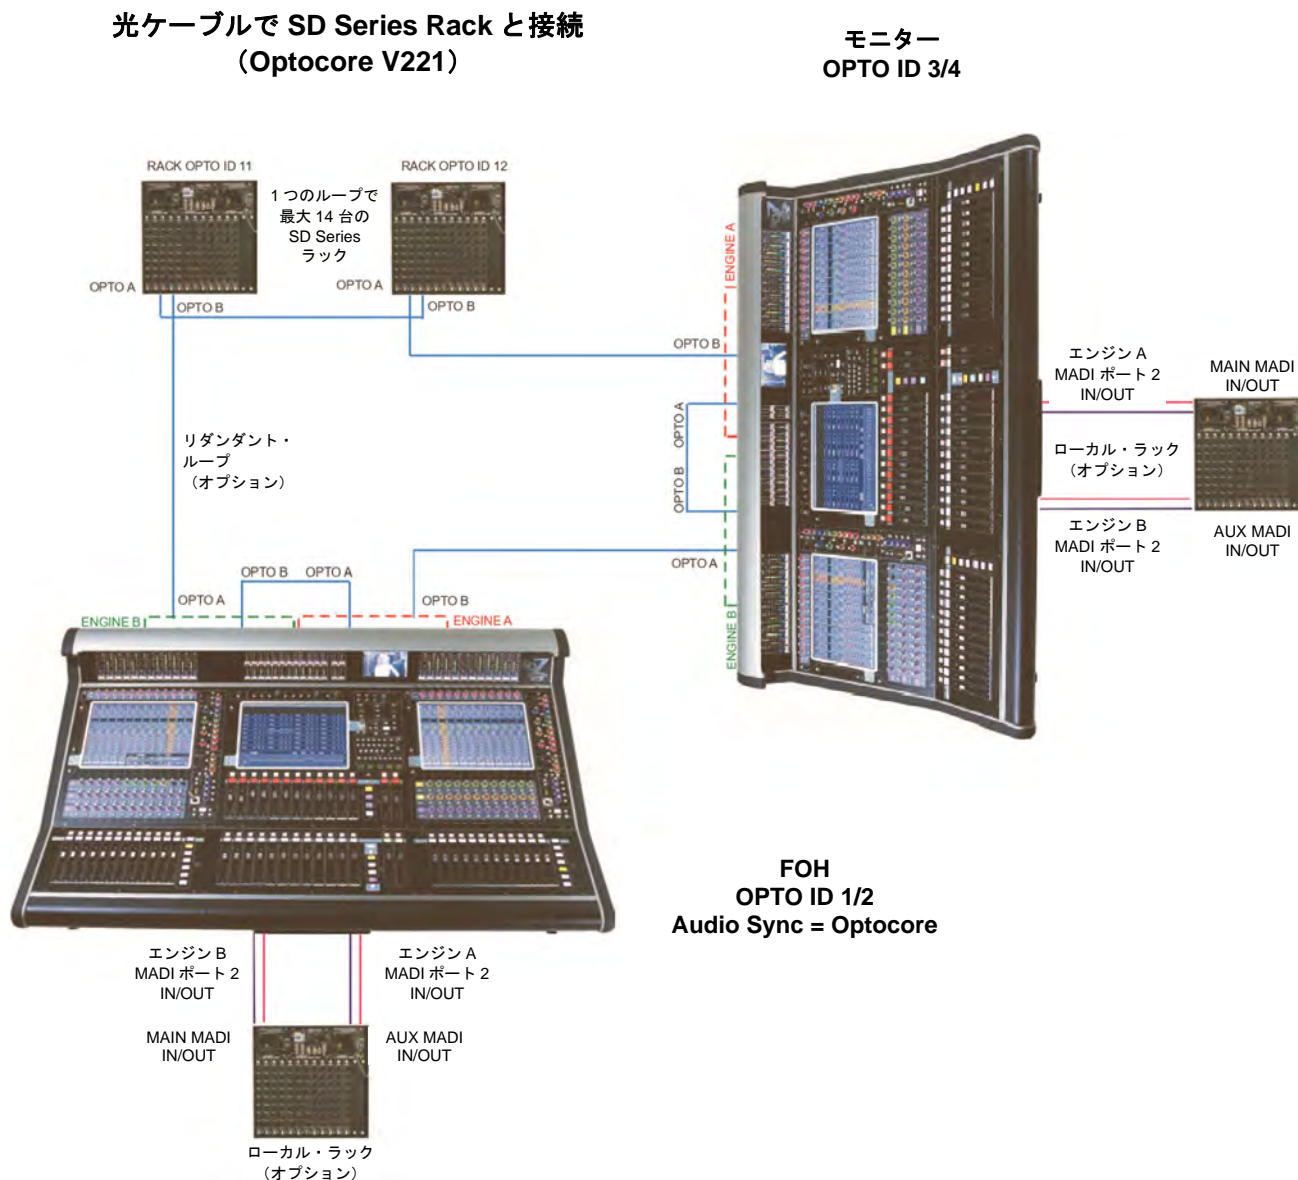 光ケーブルで SD Series Rack と接続
（Optocore V221）
モニター
OPTO ID 3/4
RACK OPTO ID 11
RACK OPTO ID 12
1 つのループで
最大 14 台の
SD Series
ラック
OPTO A
OPTO B
OPTO A
OPTO B
ENGINE A
OPTO B
OPTO A
OPTO B
OPTO A
ENGINE B
エンジン A
MADI ポート 2
IN/OUT
MAIN MADI
IN/OUT
ローカル・ラック
（オプション）
エンジン B
MADI ポート 2
IN/OUT
AUX MADI
IN/OUT
リダンダント・
ループ
（オプション）
OPTO B
OPTO A
OPTO A
OPTO B
ENGINE B
ENGINE A
FOH
OPTO ID 1/2
Audio Sync = Optocore
エンジン B
MADI ポート 2
IN/OUT
エンジン A
MADI ポート 2
IN/OUT
MAIN MADI
IN/OUT
AUX MADI
IN/OUT
ローカル・ラック
（オプション）